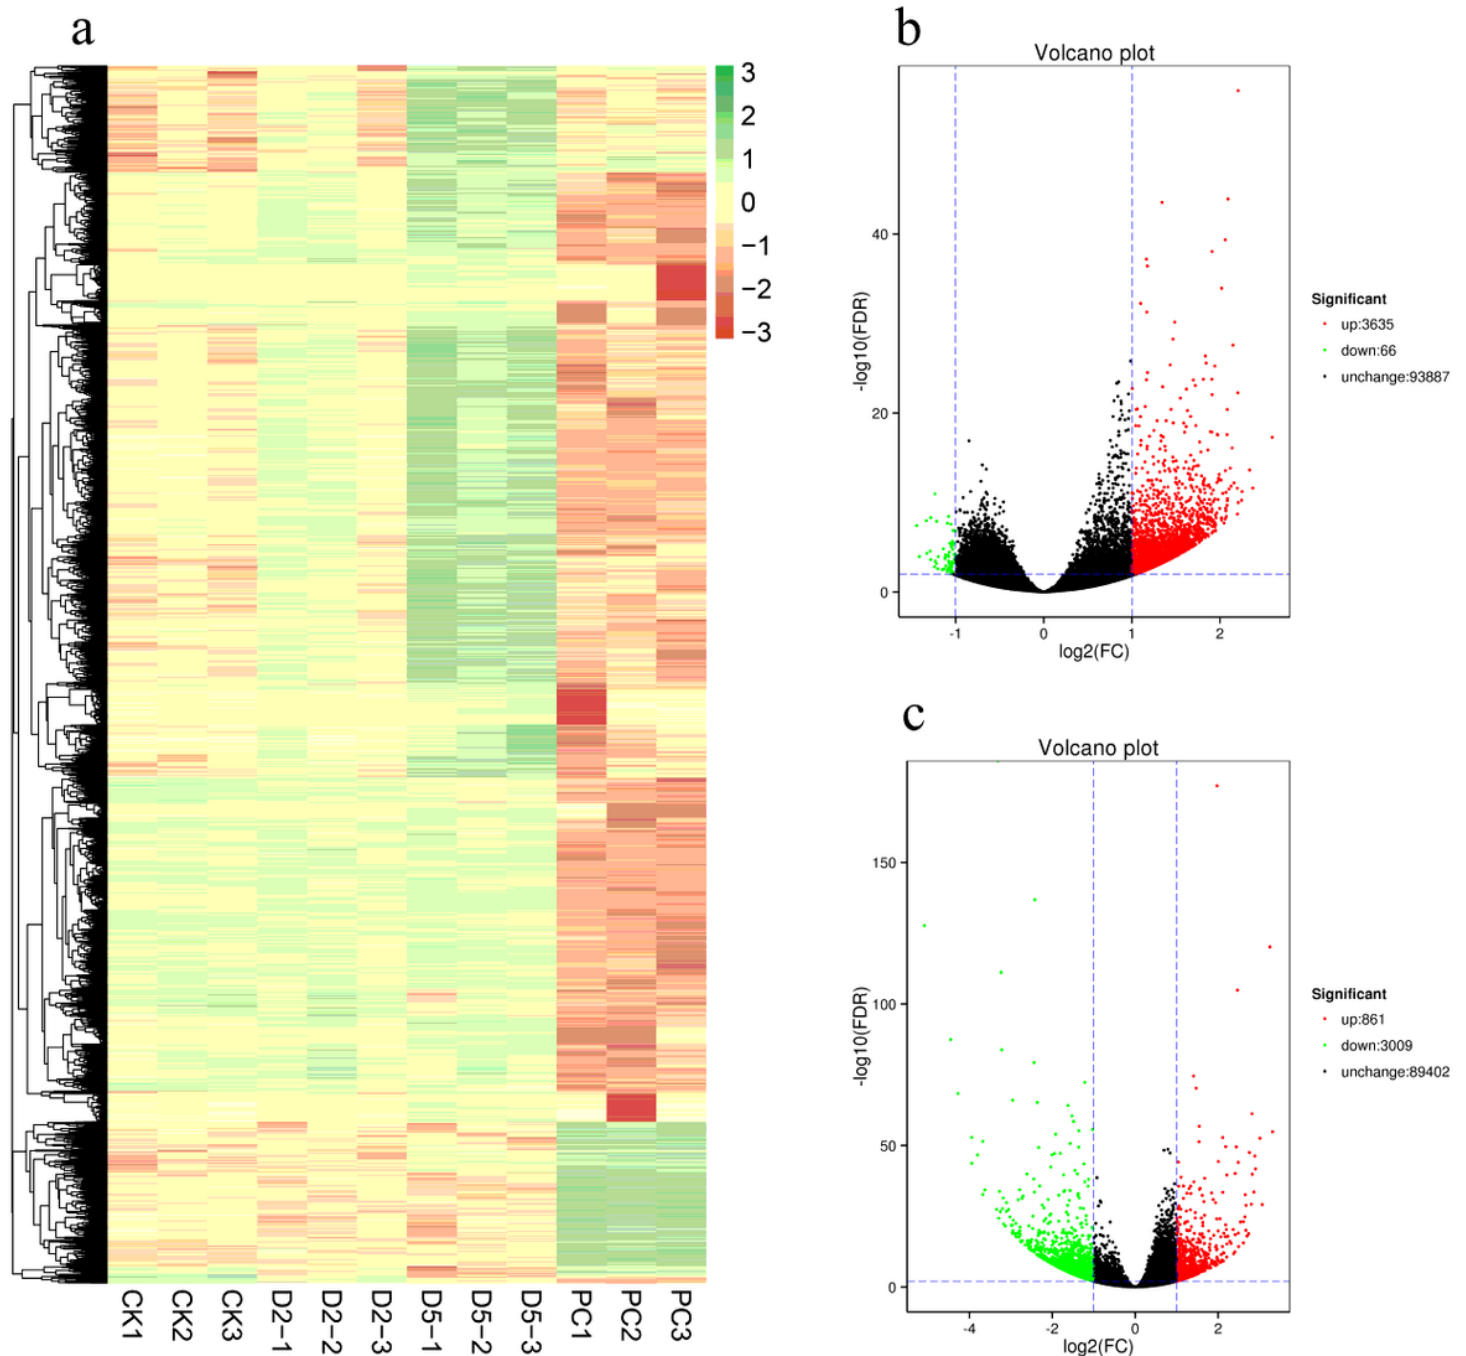 a
3
2
1
0
−1
−2
−3
CK1
CK2
CK3
D2−1
D2−2
D2−3
D5−1
D5−2
D5−3
PC1
PC2
PC3
b
Volcano plot
-log10(FDR)
40
20
0
-1
0
1
2
log2(FC)
Significant
up:3635
down:66
unchange:93887
c
Volcano plot
-log10(FDR)
150
100
50
0
-4
-2
0
2
log2(FC)
Significant
up:861
down:3009
unchange:89402